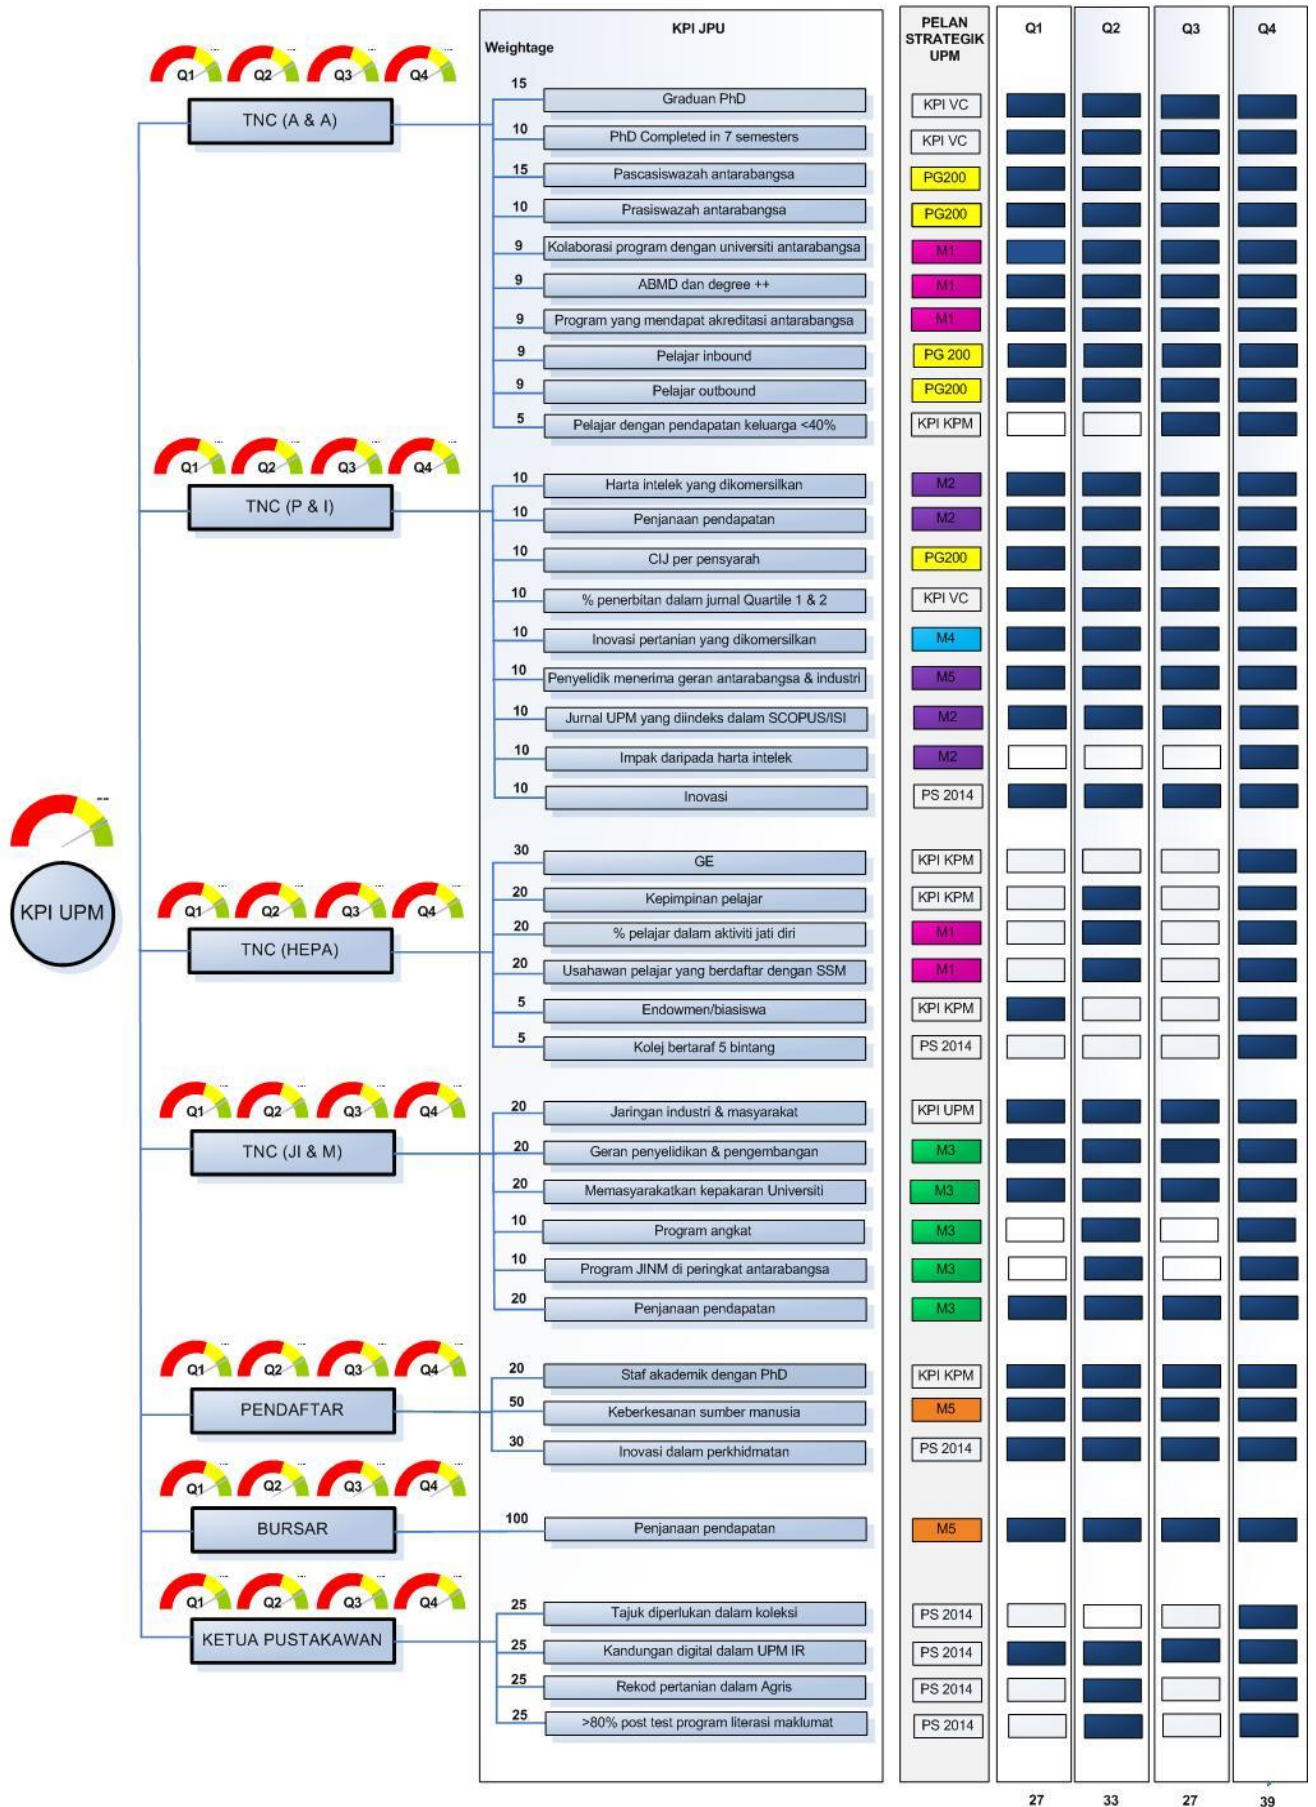 KPI JPU
Weightage
PELAN
STRATEGIK
UPM
Q1
Q2
Q3
Q4
Q1 Q2 Q3 Q4
TNC (A & A)
15 Graduan PhD KPI VC
10 PhD Completed in 7 semesters KPI VC
15 Pascasiswazah antarabangsa PG200
10 Prasiswazah antarabangsa PG200
9 Kolaborasi program dengan universiti antarabangsa M1
9 ABMD dan degree ++ M1
9 Program yang mendapat akreditasi antarabangsa M1
9 Pelajar inbound PG 200
9 Pelajar outbound PG200
5 Pelajar dengan pendapatan keluarga <40% KPI KPM
Q1 Q2 Q3 Q4
TNC (P & I)
10 Harta intelek yang dikomersilkan M2
10 Penjanaan pendapatan M2
10 CIJ per pensyarah PG200
10 % penerbitan dalam jurnal Quartile 1 & 2 KPI VC
10 Inovasi pertanian yang dikomersilkan M4
10 Penyelidik menerima geran antarabangsa & industri M5
10 Jurnal UPM yang diindeks dalam SCOPUS/ISI M2
10 Impak daripada harta intelek M2
10 Inovasi PS 2014
KPI UPM
Q1 Q2 Q3 Q4
TNC (HEPA)
30 GE KPI KPM
20 Kepimpinan pelajar KPI KPM
20 % pelajar dalam aktiviti jati diri M1
20 Usahawan pelajar yang berdaftar dengan SSM M1
5 Endowmen/biasiswa KPI KPM
5 Kolej bertaraf 5 bintang PS 2014
Q1 Q2 Q3 Q4
TNC (JI & M)
20 Jaringan industri & masyarakat KPI UPM
20 Geran penyelidikan & pengembangan M3
20 Memasyarakatkan kepakaran Universiti M3
10 Program angkat M3
10 Program JINM di peringkat antarabangsa M3
20 Penjanaan pendapatan M3
Q1 Q2 Q3 Q4
PENDAFTAR
20 Staf akademik dengan PhD KPI KPM
50 Keberkesanan sumber manusia M5
30 Inovasi dalam perkhidmatan PS 2014
Q1 Q2 Q3 Q4
BURSAR
100 Penjanaan pendapatan M5
Q1 Q2 Q3 Q4
KETUA PUSTAKAWAN
25 Tajuk diperlukan dalam koleksi PS 2014
25 Kandungan digital dalam UPM IR PS 2014
25 Rekod pertanian dalam Agris PS 2014
25 >80% post test program literasi maklumat PS 2014
27 33 27 39